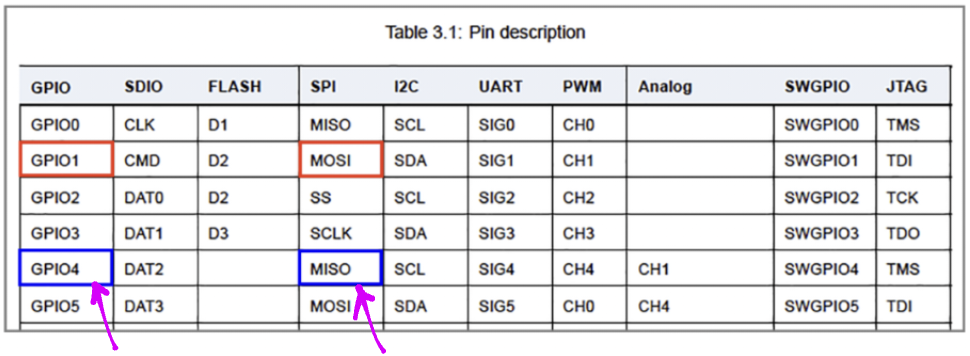 Table 3.1: Pin description
GPIO SDIO FLASH SPI I2C UART PWM Analog SWGPIO JTAG
GPIO0 CLK D1 MISO SCL SIG0 CH0 SWGPIO0 TMS
GPIO1 CMD D2 MOSI SDA SIG1 CH1 SWGPIO1 TDI
GPIO2 DAT0 D2 SS SCL SIG2 CH2 SWGPIO2 TCK
GPIO3 DAT1 D3 SCLK SDA SIG3 CH3 SWGPIO3 TDO
GPIO4 DAT2 MISO SCL SIG4 CH4 CH1 SWGPIO4 TMS
GPIO5 DAT3 MOSI SDA SIG5 CH0 CH4 SWGPIO5 TDI